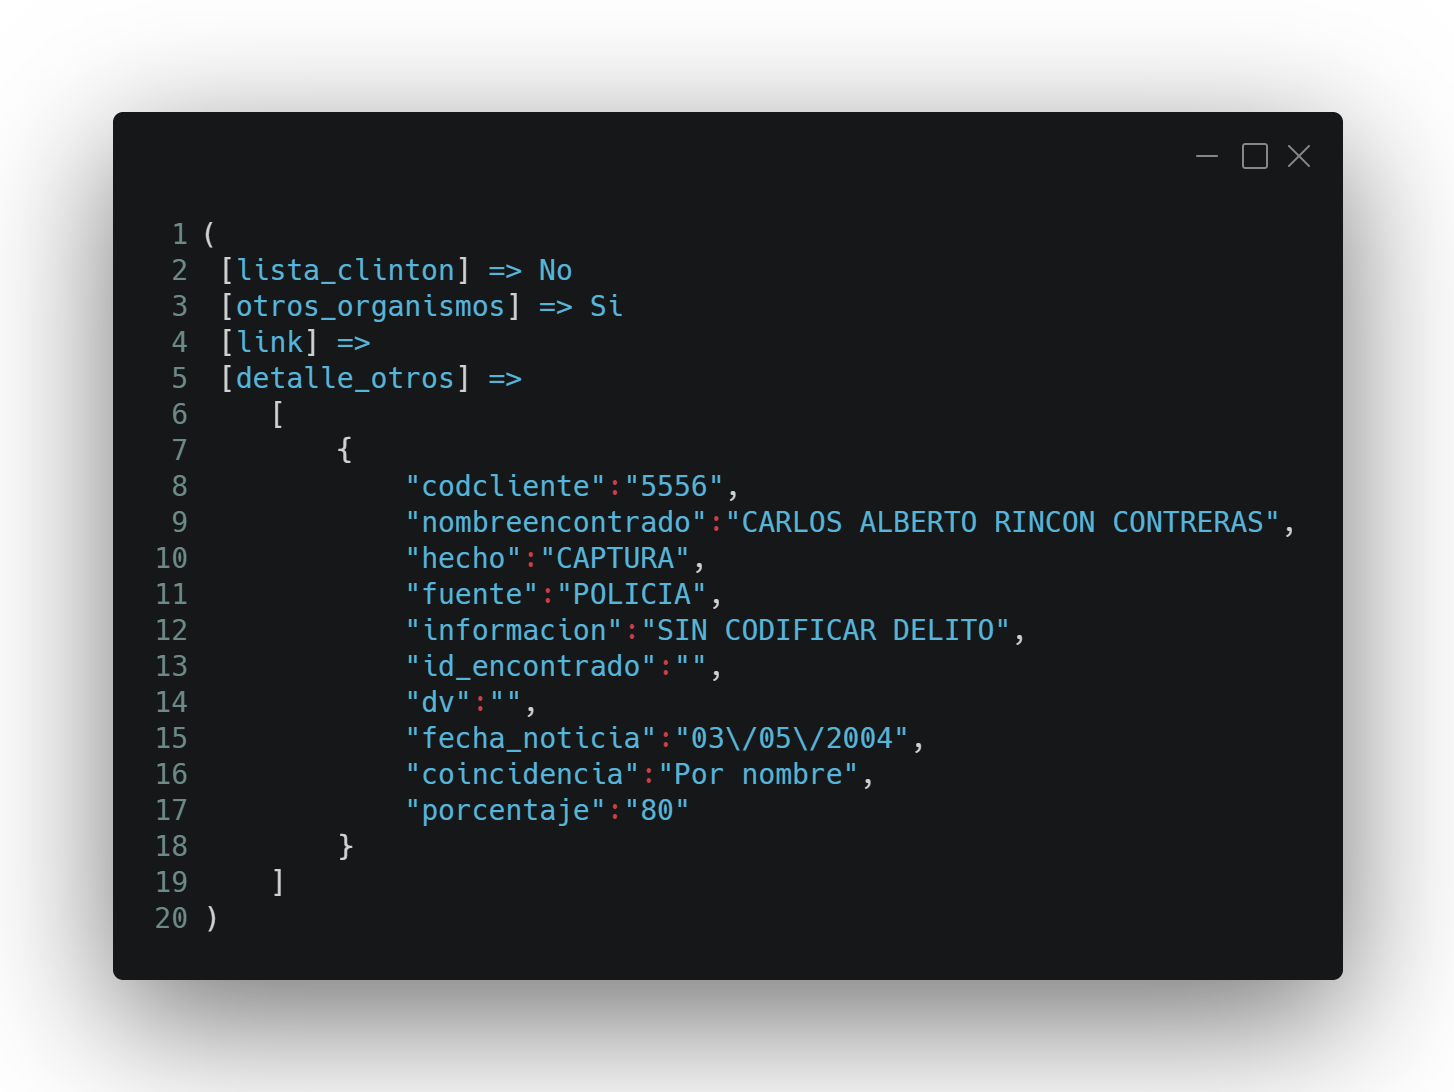 1 (
2 [lista_clinton] => No
3 [otros_organismos] => Si
4 [link] =>
5 [detalle_otros] =>
6 [
7 {
8 "codcliente":"5556",
9 "nombreencontrado":"CARLOS ALBERTO RINCON CONTRERAS",
10 "hecho":"CAPTURA",
11 "fuente":"POLICIA",
12 "informacion":"SIN CODIFICAR DELITO",
13 "id_encontrado":"",
14 "dv":"",
15 "fecha_noticia":"03\/05\/2004",
16 "coincidencia":"Por nombre",
17 "porcentaje":"80"
18 }
19 ]
20 )